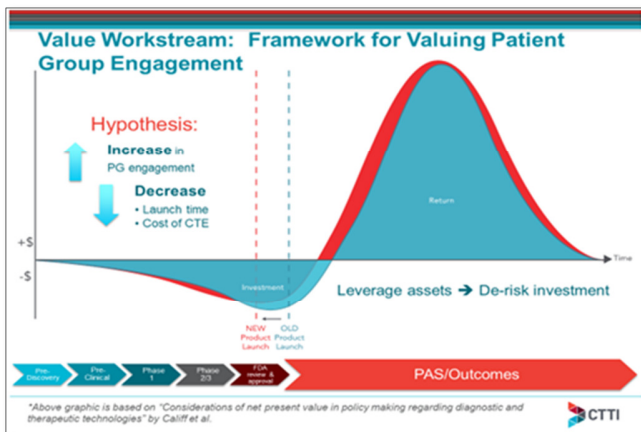 Value Workstream: Framework for Valuing Patient
Group Engagement
Hypothesis:
Increase in
PG engagement
Decrease
• Launch time
• Cost of CTE
Return
+$
-$
Time
Investment
Leverage assets → De-risk investment
NEW
Product
Launch
OLD
Product
Launch
Pre-
Discovery
Pre-
Clinical
Phase
1
Phase
2/3
FDA
review &
approval
PAS/Outcomes
*Above graphic is based on "Considerations of net present value in policy making regarding diagnostic and
therapeutic technologies" by Califf et al.
CTTI